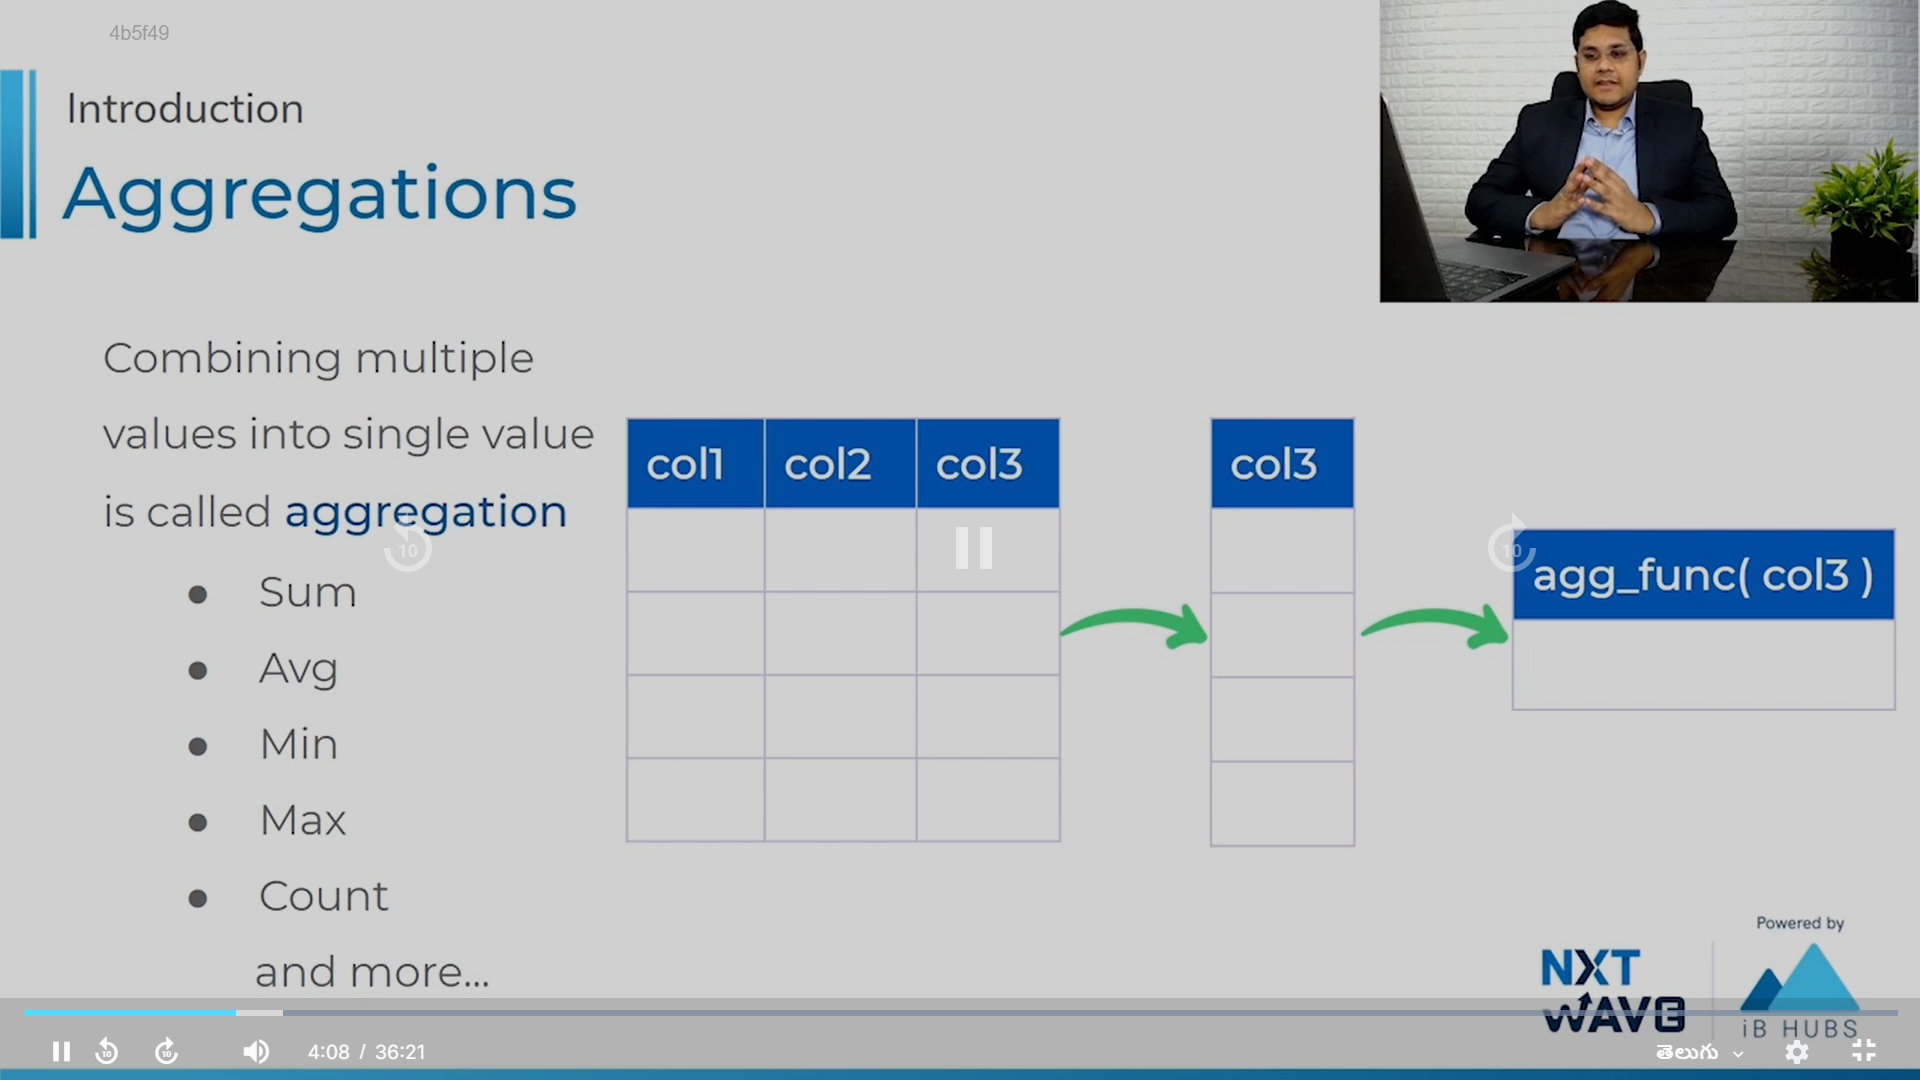 4b5f49
Introduction
Aggregations
Combining multiple
values into single value
is called aggregation
● Sum
● Avg
● Min
● Max
● Count
and more...
col1 col2 col3
col3
agg_func( col3 )
10
10
Powered by
NXT
WAVE
iB HUBS
10 10 4:08 / 36:21
తెలుగు